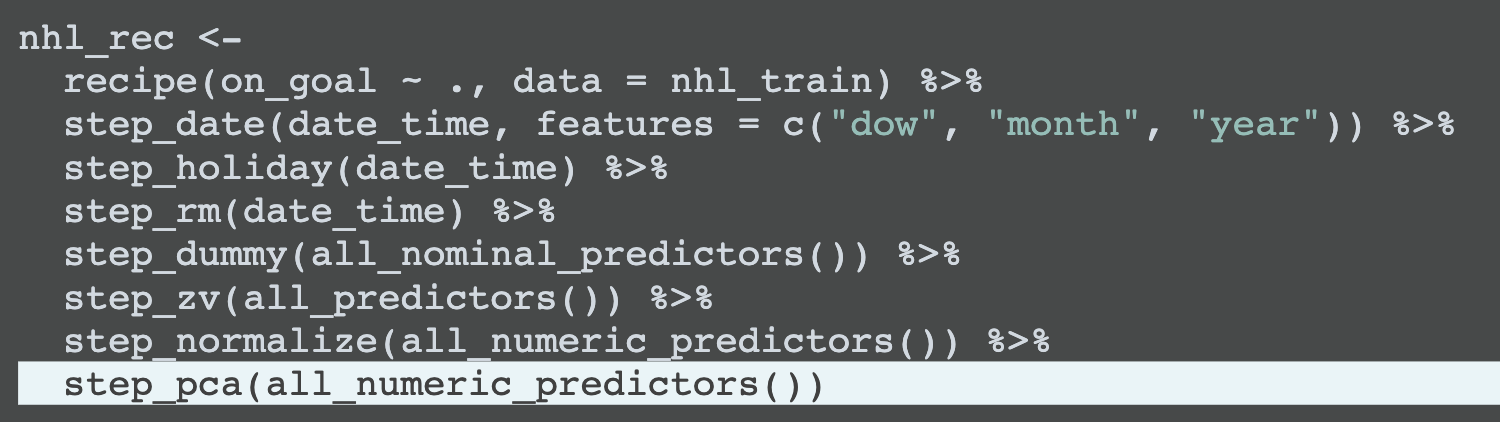 nhl_rec <-
  recipe(on_goal ~ ., data = nhl_train) %>%
  step_date(date_time, features = c("dow", "month", "year")) %>%
  step_holiday(date_time) %>%
  step_rm(date_time) %>%
  step_dummy(all_nominal_predictors()) %>%
  step_zv(all_predictors()) %>%
  step_normalize(all_numeric_predictors()) %>%
  step_pca(all_numeric_predictors())